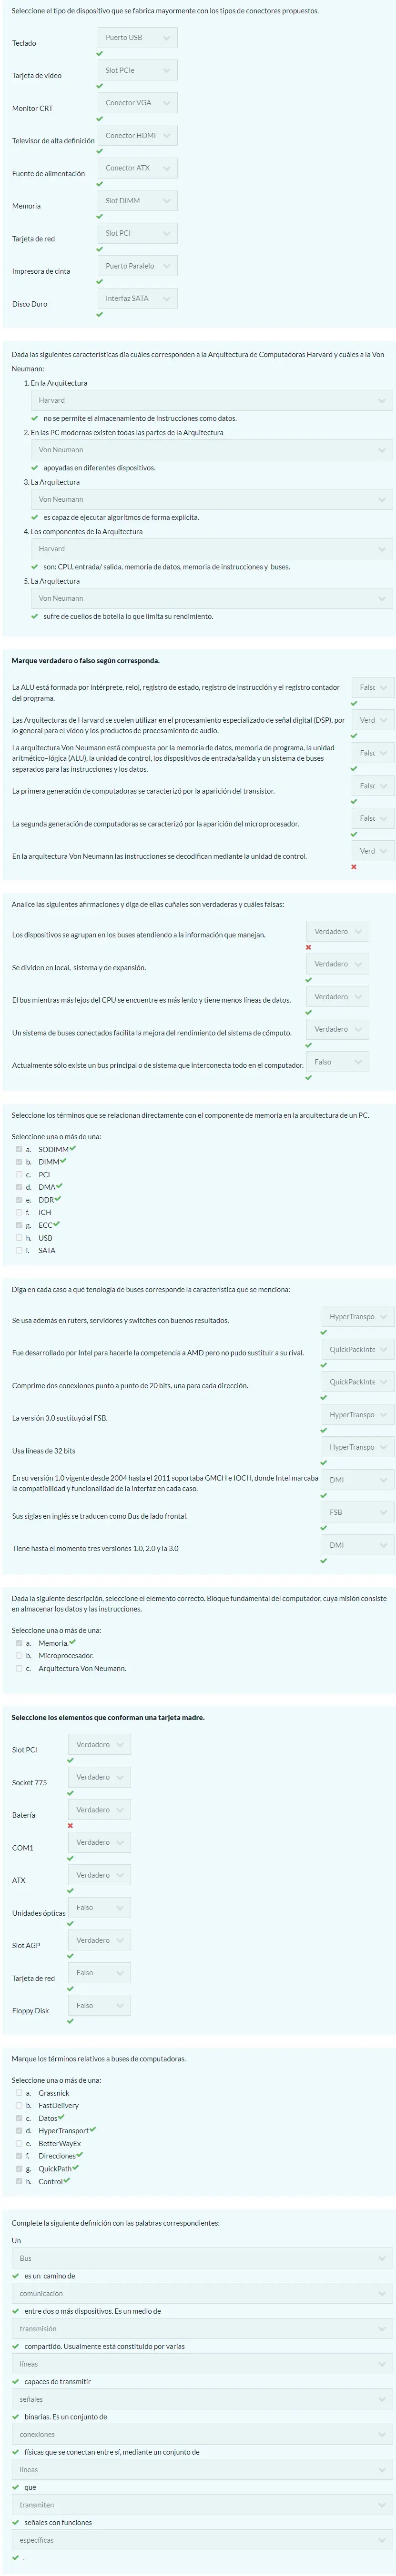 Seleccione el tipo de dispositivo que se fabrica mayormente con los tipos de conectores propuestos.
Teclado
Puerto USB
Tarjeta de vídeo
Slot PCIe
Monitor CRT
Conector VGA
Televisor de alta definición
Conector HDMI
Fuente de alimentación
Conector ATX
Memoria
Slot DIMM
Tarjeta de red
Slot PCI
Impresora de cinta
Puerto Paralelo
Disco Duro
Interfaz SATA
Dada las siguientes características día cuáles corresponden a la Arquitectura de Computadoras Harvard y cuáles a la Von
Neumann:
1. En la Arquitectura
Harvard
no se permite el almacenamiento de instrucciones como datos.
2. En las PC modernas existen todas las partes de la Arquitectura
Von Neumann
apoyadas en diferentes dispositivos.
3. La Arquitectura
Von Neumann
es capaz de ejecutar algoritmos de forma explícita.
4. Los componentes de la Arquitectura
Harvard
son: CPU, entrada/ salida, memoria de datos, memoria de instrucciones y buses.
5. La Arquitectura
Von Neumann
sufre de cuellos de botella lo que limita su rendimiento.
Marque verdadero o falso según corresponda.
La ALU está formada por intérprete, reloj, registro de estado, registro de instrucción y el registro contador
del programa.
Falsc
Las Arquitecturas de Harvard se suelen utilizar en el procesamiento especializado de señal digital (DSP), por
lo general para el vídeo y los productos de procesamiento de audio.
Verd
La arquitectura Von Neumann está compuesta por la memoria de datos, memoria de programa, la unidad
aritmético–lógica (ALU), la unidad de control, los dispositivos de entrada/salida y un sistema de buses
separados para las instrucciones y los datos.
Falsc
La primera generación de computadoras se caracterizó por la aparición del transistor.
Falsc
La segunda generación de computadoras se caracterizó por la aparición del microprocesador.
Falsc
En la arquitectura Von Neumann las instrucciones se decodifican mediante la unidad de control.
Verd
Analice las siguientes afirmaciones y diga de ellas cuñales son verdaderas y cuáles falsas:
Los dispositivos se agrupan en los buses atendiendo a la información que manejan.
Verdadero
Se dividen en local, sistema y de expansión.
Verdadero
El bus mientras más lejos del CPU se encuentre es más lento y tiene menos líneas de datos.
Verdadero
Un sistema de buses conectados facilita la mejora del rendimiento del sistema de cómputo.
Verdadero
Actualmente sólo existe un bus principal o de sistema que interconecta todo en el computador.
Falso
Seleccione los términos que se relacionan directamente con el componente de memoria en la arquitectura de un PC.
Seleccione una o más de una:
a. SODIMM
b. DIMM
c. PCI
d. DMA
e. DDR
f. ICH
g. ECC
h. USB
i. SATA
Diga en cada caso a qué tenología de buses corresponde la característica que se menciona:
Se usa además en ruters, servidores y switches con buenos resultados.
HyperTranspo
Fue desarrollado por Intel para hacerle la competencia a AMD pero no pudo sustituir a su rival.
QuickPackInte
Comprime dos conexiones punto a punto de 20 bits, una para cada dirección.
QuickPackInte
La versión 3.0 sustituyó al FSB.
HyperTranspo
Usa líneas de 32 bits
HyperTranspo
En su versión 1.0 vigente desde 2004 hasta el 2011 soportaba GMCH e IOCH, donde Intel marcaba
la compatibilidad y funcionalidad de la interfaz en cada caso.
DMI
Sus siglas en inglés se traducen como Bus de lado frontal.
FSB
Tiene hasta el momento tres versiones 1.0, 2.0 y la 3.0
DMI
Dada la siguiente descripción, seleccione el elemento correcto. Bloque fundamental del computador, cuya misión consiste
en almacenar los datos y las instrucciones.
Seleccione una o más de una:
a. Memoria.
b. Microprocesador.
c. Arquitectura Von Neumann.
Seleccione los elementos que conforman una tarjeta madre.
Slot PCI
Verdadero
Socket 775
Verdadero
Batería
Verdadero
COM1
Verdadero
ATX
Verdadero
Unidades ópticas
Falso
Slot AGP
Verdadero
Tarjeta de red
Falso
Floppy Disk
Falso
Marque los términos relativos a buses de computadoras.
Seleccione una o más de una:
a. Grassnick
b. FastDelivery
c. Datos
d. HyperTransport
e. BetterWayEx
f. Direcciones
g. QuickPath
h. Control
Complete la siguiente definición con las palabras correspondientes:
Un
Bus
es un camino de
comunicación
entre dos o más dispositivos. Es un medio de
transmisión
compartido. Usualmente está constituido por varias
líneas
capaces de transmitir
señales
binarias. Es un conjunto de
conexiones
físicas que se conectan entre sí, mediante un conjunto de
líneas
que
transmiten
señales con funciones
específicas
.